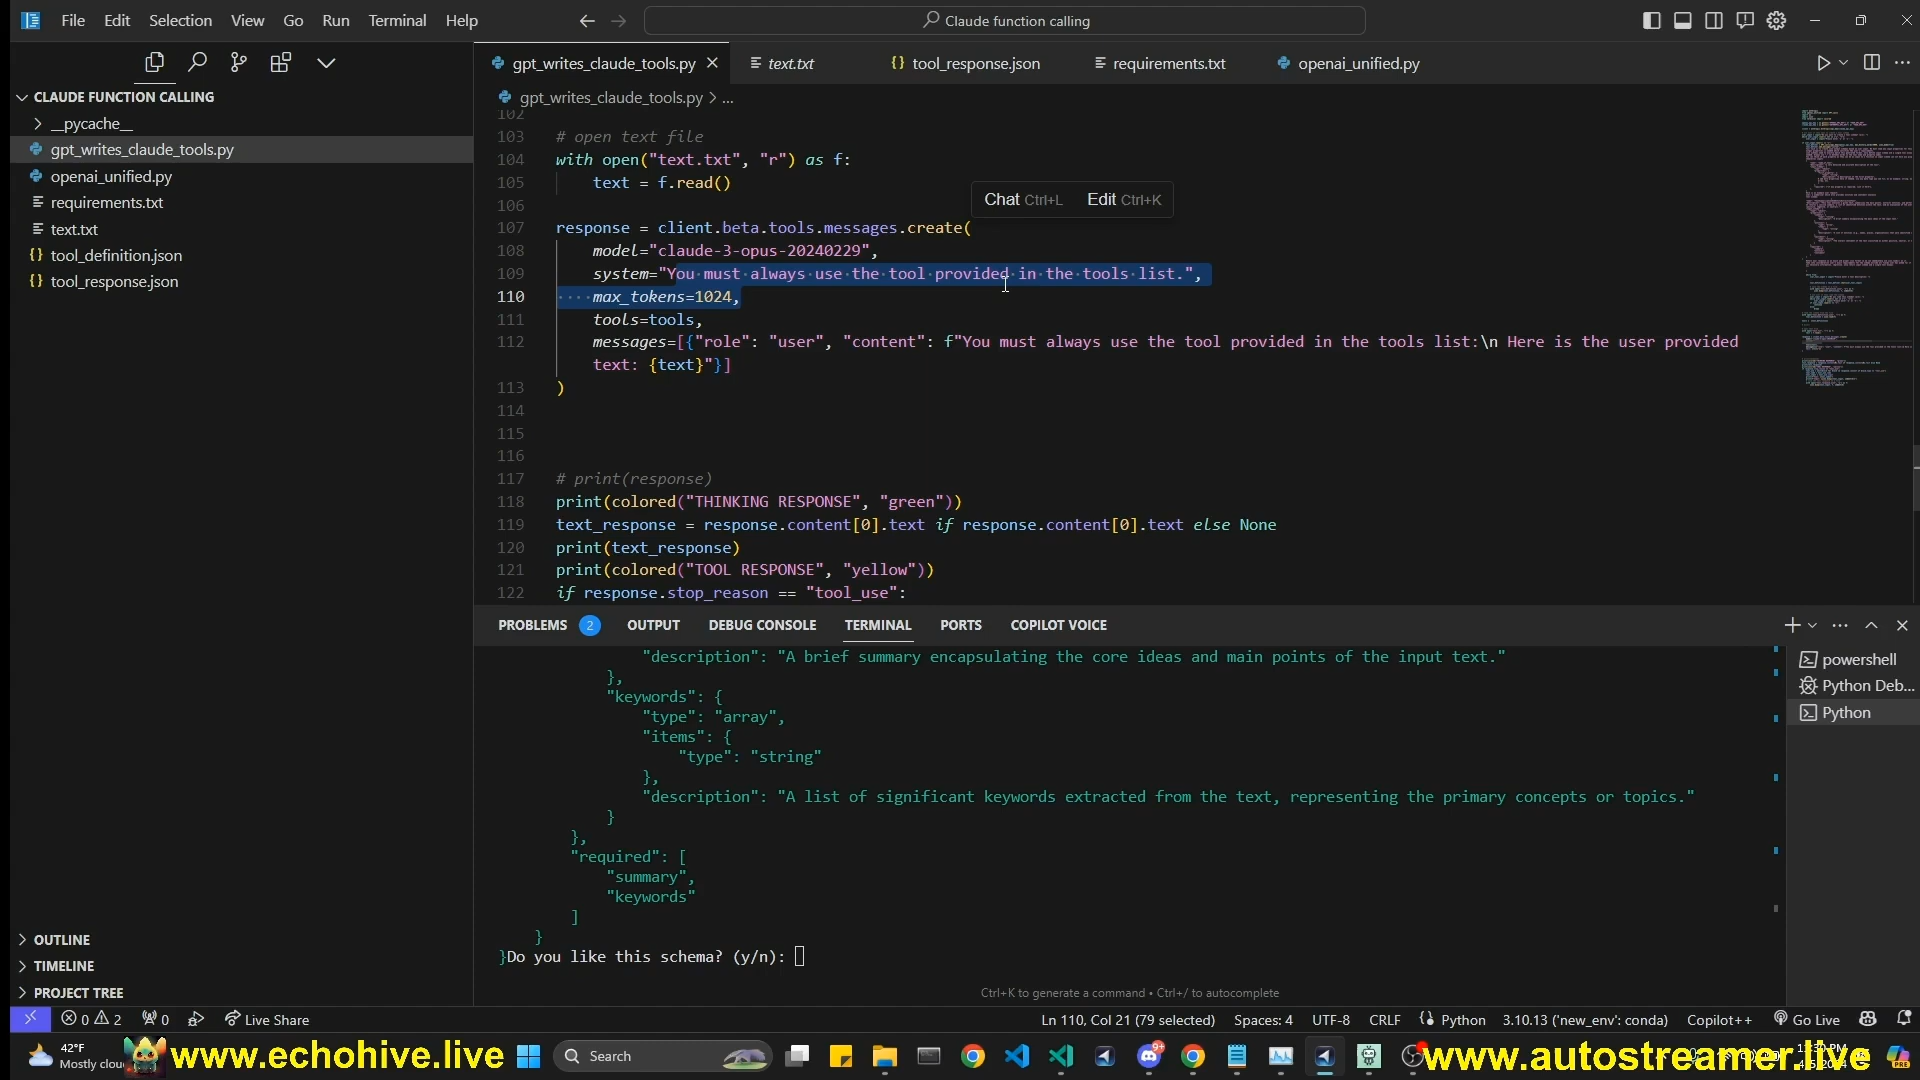 File Edit Selection View Go Run Terminal Help
Claude function calling
gpt_writes_claude_tools.py
text.txt
tool_response.json
requirements.txt
openai_unified.py
CLAUDE FUNCTION CALLING
__pycache__
gpt_writes_claude_tools.py
openai_unified.py
requirements.txt
text.txt
tool_definition.json
tool_response.json
OUTLINE
TIMELINE
PROJECT TREE
gpt_writes_claude_tools.py > ...
102
103 # open text file
104 with open("text.txt", "r") as f:
105 text = f.read()
106
Chat Ctrl+L Edit Ctrl+K
107 response = client.beta.tools.messages.create(
108 model="claude-3-opus-20240229",
109 system="You must always use the tool provided in the tools list.",
110 max_tokens=1024,
111 tools=tools,
112 messages=[{"role": "user", "content": f"You must always use the tool provided in the tools list:\n Here is the user provided
text: {text}"}]
113 )
114
115
116
117 # print(response)
118 print(colored("THINKING RESPONSE", "green"))
119 text_response = response.content[0].text if response.content[0].text else None
120 print(text_response)
121 print(colored("TOOL RESPONSE", "yellow"))
122 if response.stop_reason == "tool_use":
PROBLEMS 2 OUTPUT DEBUG CONSOLE TERMINAL PORTS COPILOT VOICE
"description": "A brief summary encapsulating the core ideas and main points of the input text."
},
"keywords": {
"type": "array",
"items": {
"type": "string"
},
"description": "A list of significant keywords extracted from the text, representing the primary concepts or topics."
}
},
"required": [
"summary",
"keywords"
]
}
}Do you like this schema? (y/n):
Ctrl+K to generate a command • Ctrl+/ to autocomplete
powershell
Python Deb...
Python
0 2 0 Live Share
Ln 110, Col 21 (79 selected) Spaces: 4 UTF-8 CRLF Python 3.10.13 ('new_env': conda) Copilot++ Go Live
42°F
Mostly clou
www.echohive.live
Search
9+
www.autostreamer.live
PRE